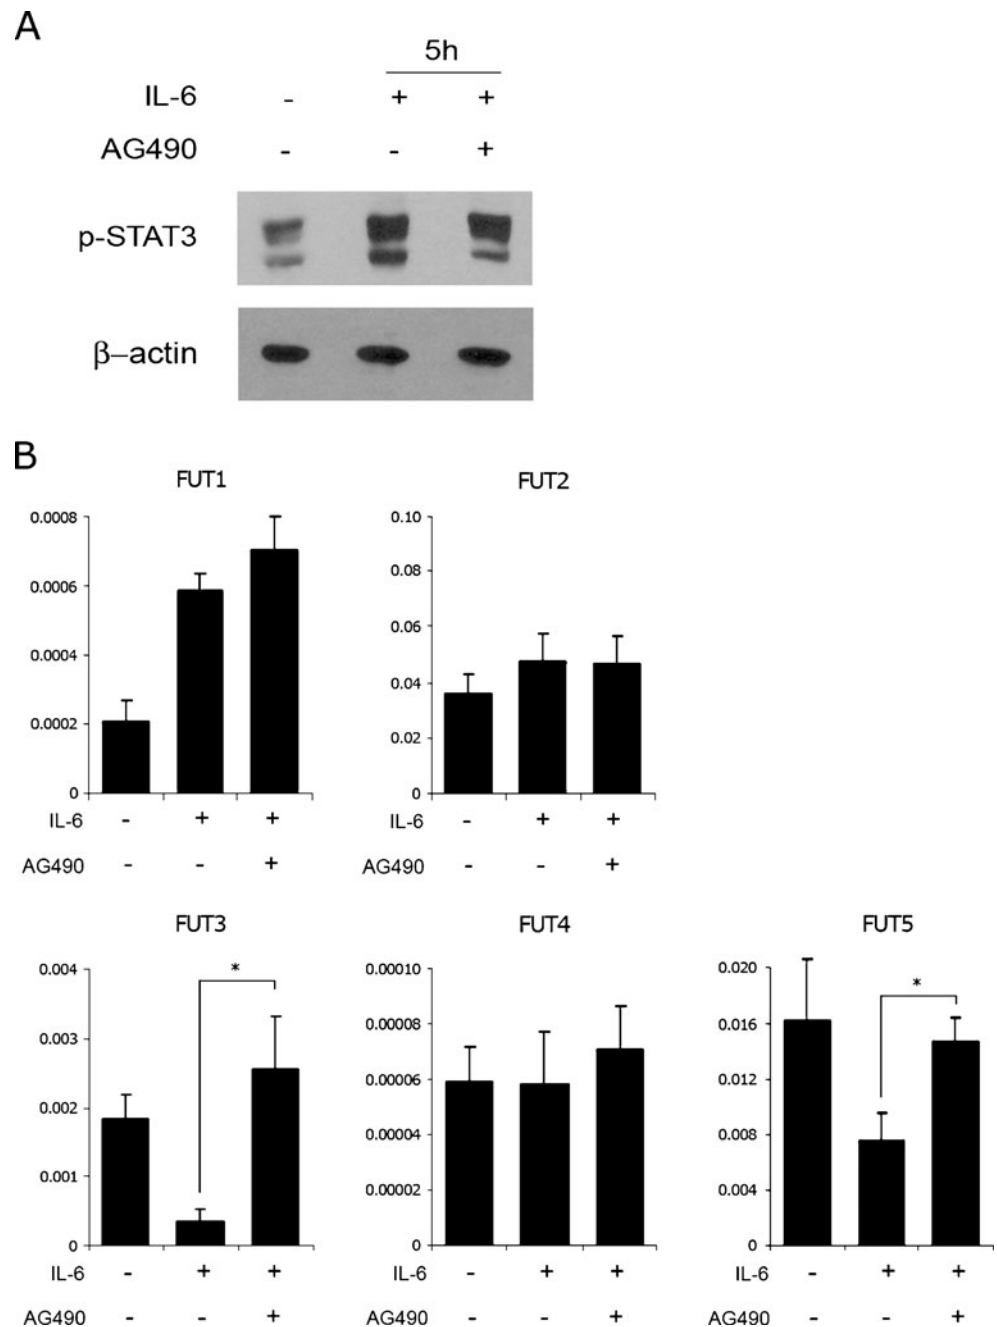 A
5h
IL-6 - + +
AG490 - - +
p-STAT3
β–actin
B
FUT1
0.0008
0.0006
0.0004
0.0002
0
IL-6 - + +
AG490 - - +
FUT2
0.10
0.08
0.06
0.04
0.02
0
IL-6 - + +
AG490 - - +
FUT3
*
0.004
0.003
0.002
0.001
0
IL-6 - + +
AG490 - - +
FUT4
0.00010
0.00008
0.00006
0.00004
0.00002
0
IL-6 - + +
AG490 - - +
FUT5
*
0.020
0.016
0.012
0.008
0.004
0
IL-6 - + +
AG490 - - +